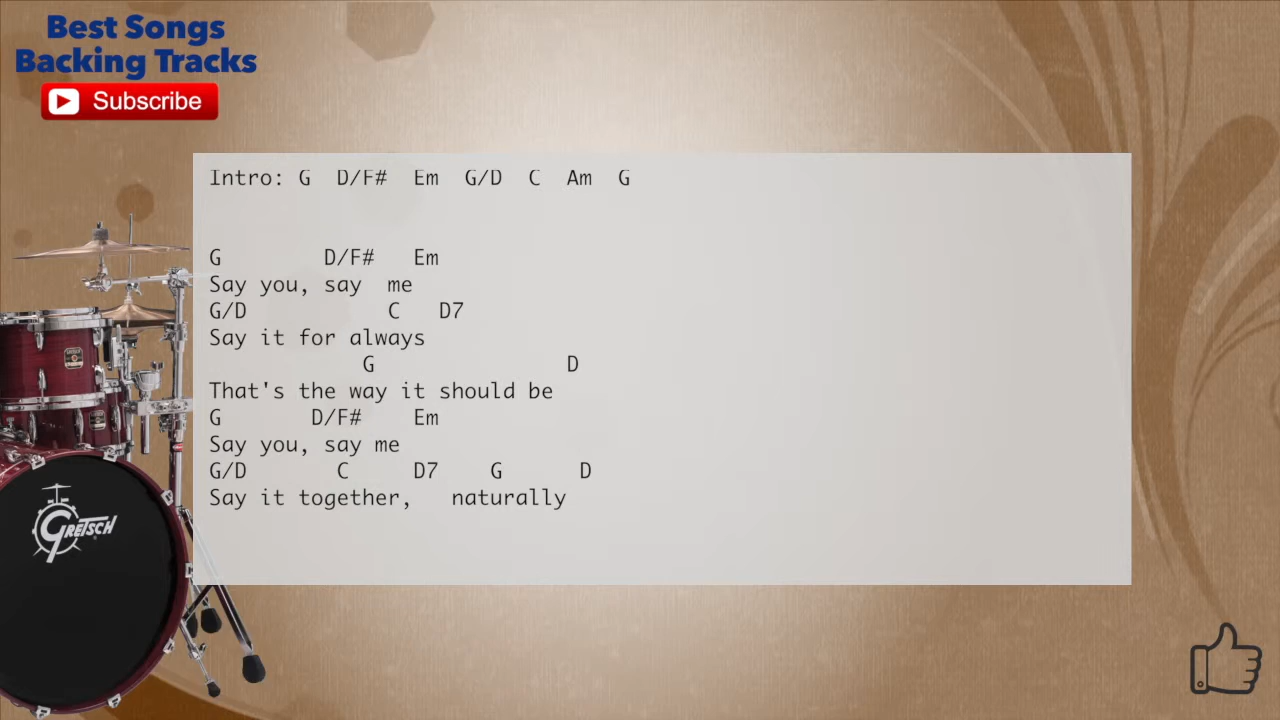 Best Songs
Backing Tracks
Subscribe
Intro: G  D/F#  Em  G/D  C  Am  G
G        D/F#   Em
Say you, say  me
G/D           C   D7
Say it for always
            G               D
That's the way it should be
G       D/F#    Em
Say you, say me
G/D       C     D7    G      D
Say it together,   naturally
GRETSCH